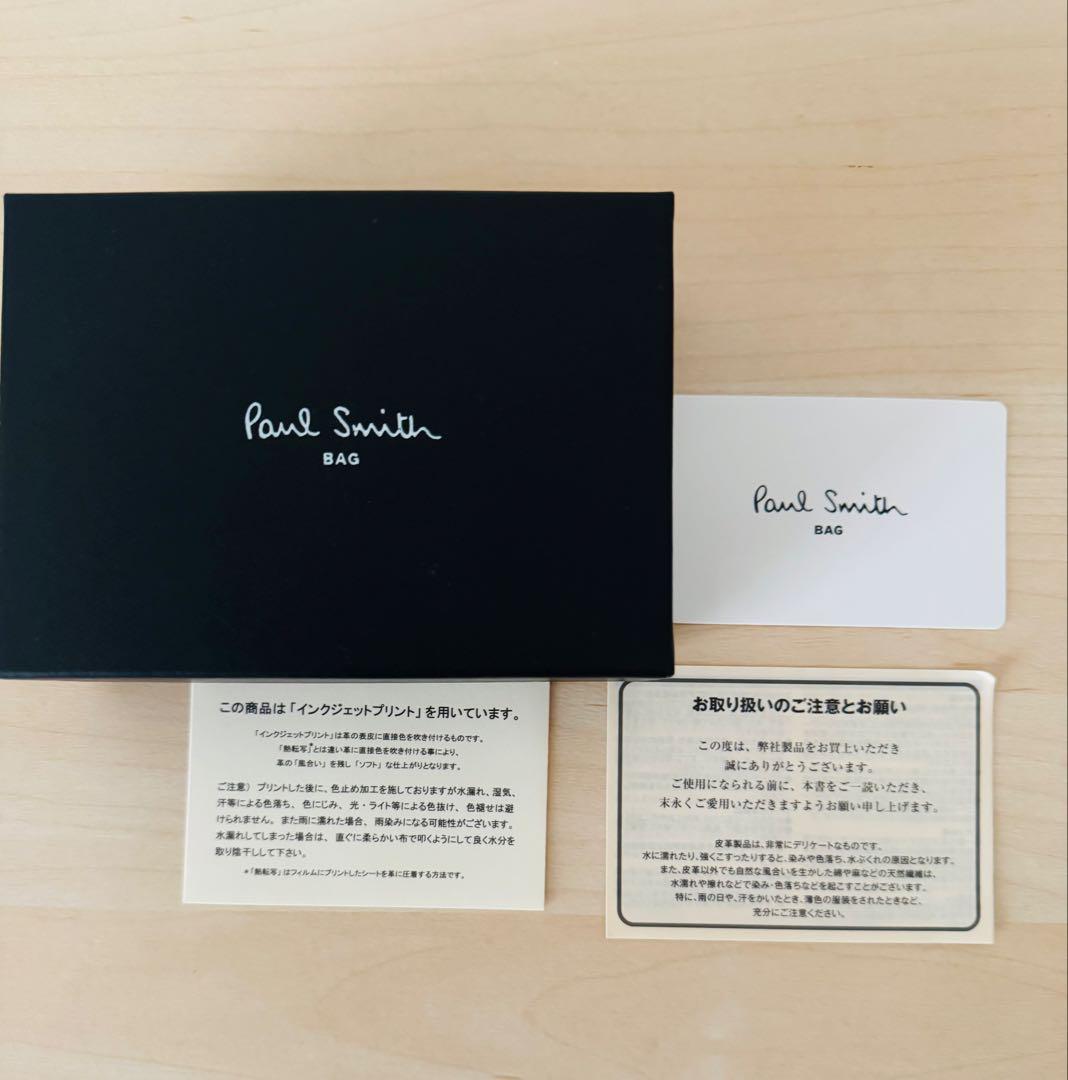 Paul Smith
BAG
Paul Smith
BAG
この商品は「インクジェットプリント」を用いています。
「インクジェットプリント」は革の表皮に直接色を吹き付けるものです。
「熱転写」*とは違い革に直接色を吹き付ける事により、
革の「風合い」を残し「ソフト」な仕上がりとなります。
ご注意) プリントした後に、色止め加工を施しておりますが水漏れ、湿気、
汗等による色落ち、色にじみ、光・ライト等による色抜け、色褪せは避
けられません。また雨に濡れた場合、雨染みになる可能性がございます。
水漏れしてしまった場合は、直ぐに柔らかい布で叩くようにして良く水分を
取り陰干しして下さい。
*「熱転写」はフィルムにプリントしたシートを革に圧着する方法です。
お取り扱いのご注意とお願い
この度は、弊社製品をお買上いただき
誠にありがとうございます。
ご使用になられる前に、本書をご一読いただき、
末永くご愛用いただきますようお願い申し上げます。
皮革製品は、非常にデリケートなものです。
水に濡れたり、強くこすったりすると、染みや色落ち、水ぶくれの原因となります。
また、皮革以外でも自然な風合いを生かした綿や麻などの天然繊維は、
水濡れや擦れなどで染み・色落ちなどを起こすことがございます。
特に、雨の日や、汗をかいたとき、薄色の服装をされたときなど、
充分にご注意ください。